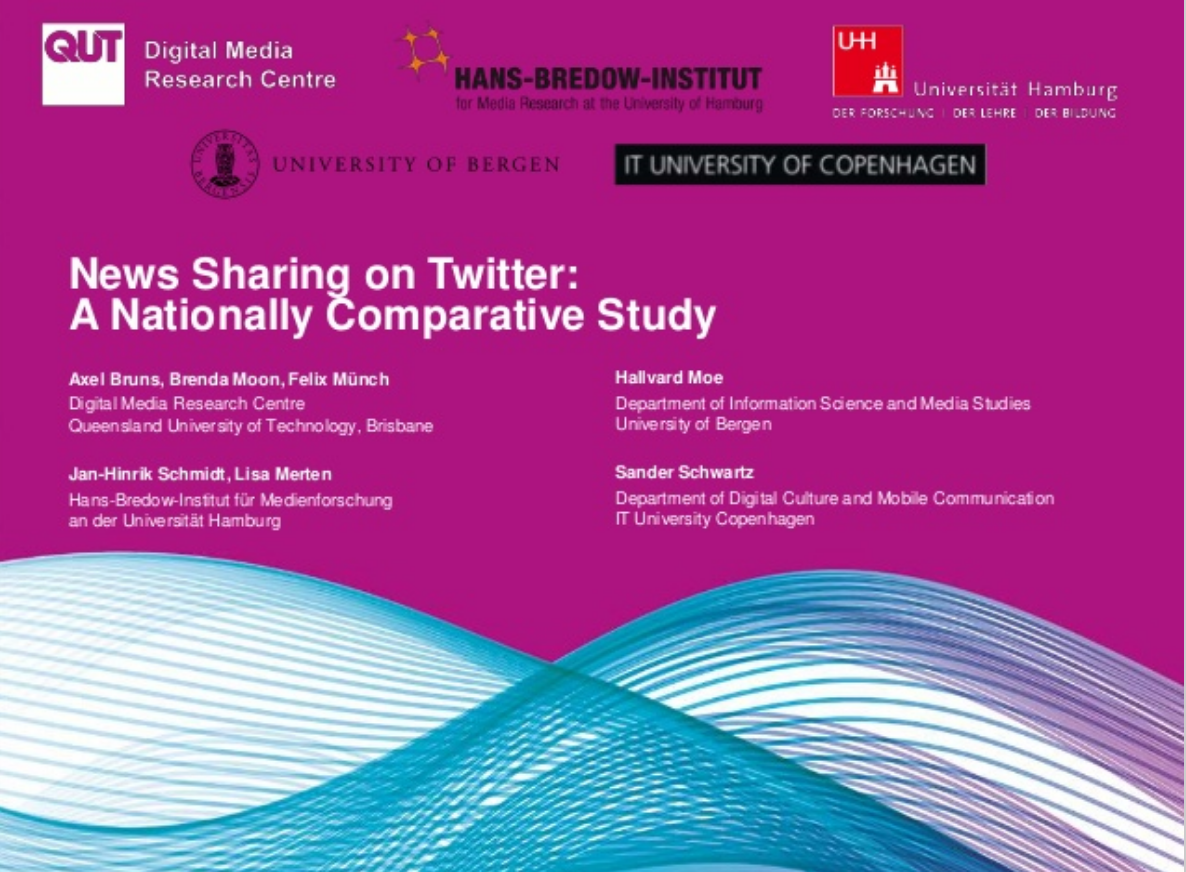 QUT
Digital Media
Research Centre
HANS-BREDOW-INSTITUT
for Media Research at the University of Hamburg
UHH
Universität Hamburg
DER FORSCHUNG | DER LEHRE | DER BILDUNG
UNIVERSITAS BERGENSIS
UNIVERSITY OF BERGEN
IT UNIVERSITY OF COPENHAGEN
News Sharing on Twitter:
A Nationally Comparative Study
Axel Bruns, Brenda Moon, Felix Münch
Digital Media Research Centre
Queensland University of Technology, Brisbane
Jan-Hinrik Schmidt, Lisa Merten
Hans-Bredow-Institut für Medienforschung
an der Universität Hamburg
Hallvard Moe
Department of Information Science and Media Studies
University of Bergen
Sander Schwartz
Department of Digital Culture and Mobile Communication
IT University Copenhagen